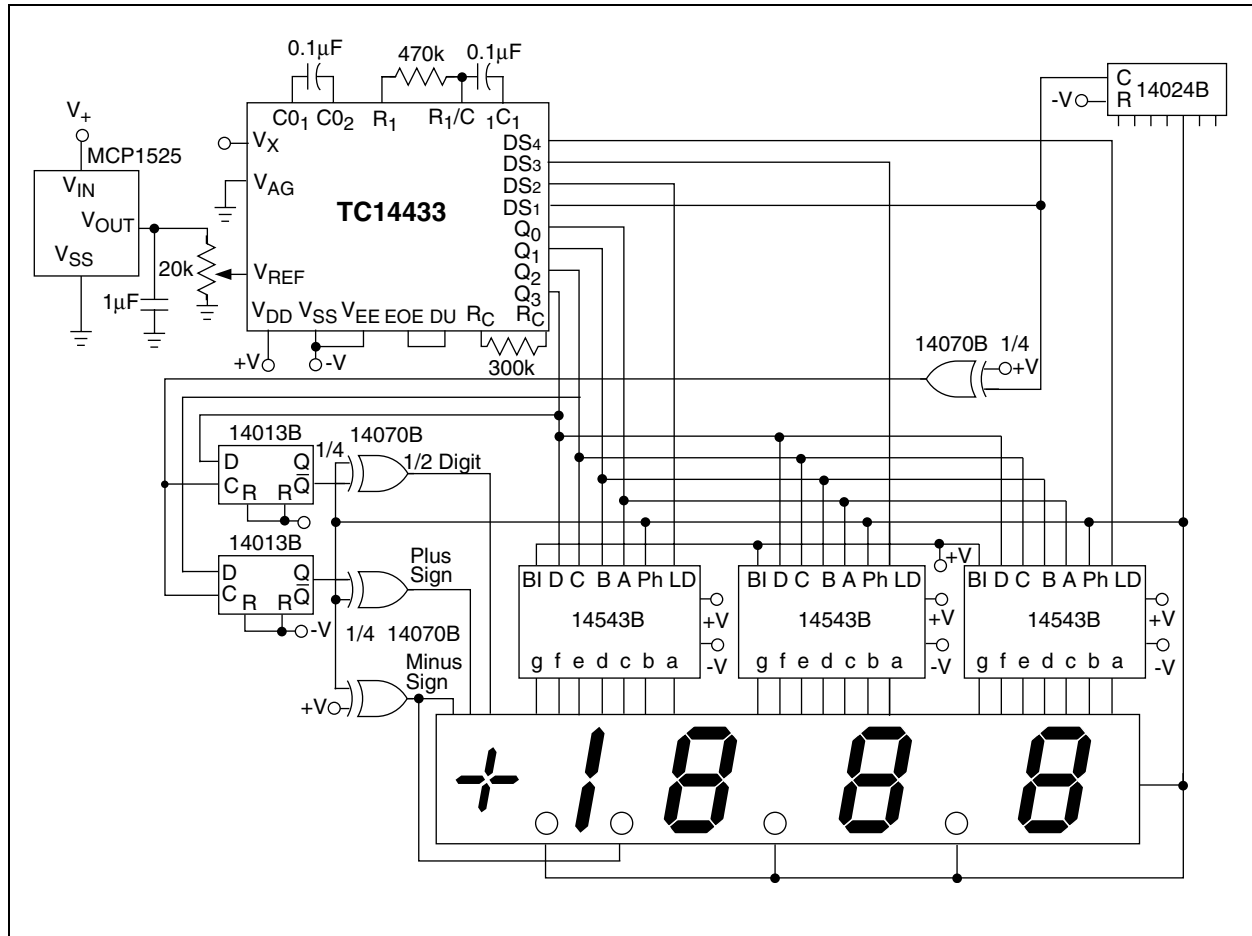 0.1µF 470k 0.1µF
V+
MCP1525
VIN
VOUT
VSS
20k
1µF
CO1 CO2 R1 R1/C 1C1
VX
VAG
TC14433
VREF
VDD VSS VEE EOE DU RC RC
DS4
DS3
DS2
DS1
Q0
Q1
Q2
Q3
+V -V 300k
C
R
14024B
-V
14070B 1/4
+V
14013B
D Q
C R R Q
1/4 14070B
1/2 Digit
14013B
D Q
C R R Q
-V
Plus
Sign
1/4 14070B
Minus
Sign
+V
+V
BI D C B A Ph LD
14543B
g f e d c b a
+V
-V
BI D C B A Ph LD
14543B
g f e d c b a
+V
-V
BI D C B A Ph LD
14543B
g f e d c b a
+V
-V
+1888